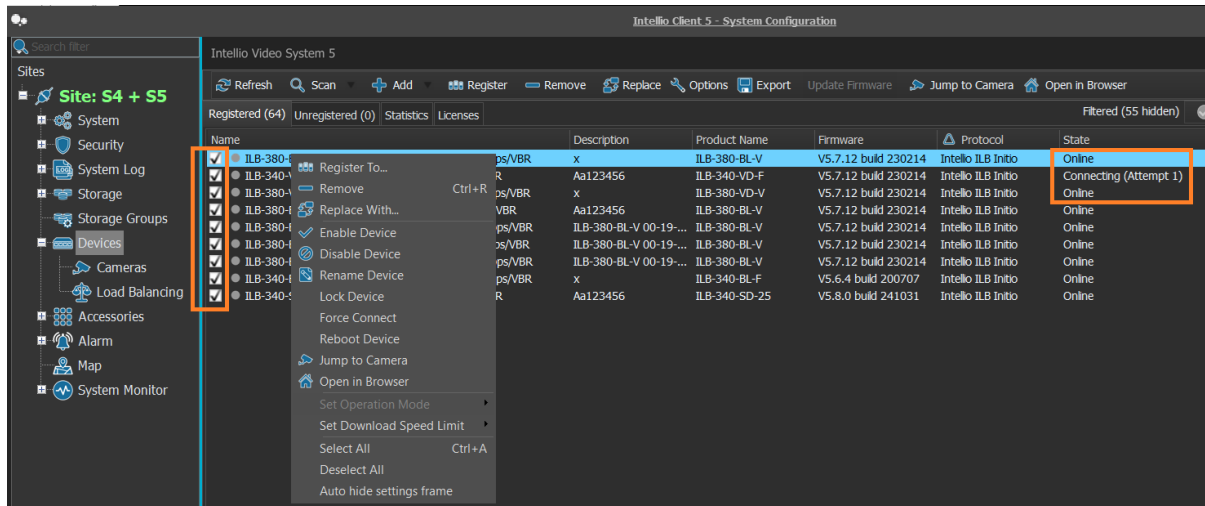 Intellio Client 5 - System Configuration
Search filter
Intellio Video System 5
Sites
Refresh Scan Add Register Remove Replace Options Export Update Firmware Jump to Camera Open in Browser
Site: S4 + S5
Registered (64) Unregistered (0) Statistics Licenses Filtered (55 hidden)
System
Security
System Log
Storage
Storage Groups
Devices
Cameras
Load Balancing
Accessories
Alarm
Map
System Monitor
Name Description Product Name Firmware Protocol State
ILB-380- ps/VBR x ILB-380-BL-V V5.7.12 build 230214 Intellio ILB Initio Online
ILB-340- R Aa123456 ILB-340-VD-F V5.7.12 build 230214 Intellio ILB Initio Connecting (Attempt 1)
ILB-380- ps/VBR x ILB-380-VD-V V5.7.12 build 230214 Intellio ILB Initio Online
ILB-380- VBR Aa123456 ILB-380-BL-V V5.7.12 build 230214 Intellio ILB Initio Online
ILB-380- ps/VBR ILB-380-BL-V 00-19-... ILB-380-BL-V V5.7.12 build 230214 Intellio ILB Initio Online
ILB-380- ps/VBR ILB-380-BL-V 00-19-... ILB-380-BL-V V5.7.12 build 230214 Intellio ILB Initio Online
ILB-380- ps/VBR ILB-380-BL-V 00-19-... ILB-380-BL-V V5.7.12 build 230214 Intellio ILB Initio Online
ILB-340- ps/VBR x ILB-340-BL-F V5.6.4 build 200707 Intellio ILB Initio Online
ILB-340-S R Aa123456 ILB-340-SD-25 V5.8.0 build 241031 Intellio ILB Initio Online
Register To...
Remove Ctrl+R
Replace With...
Enable Device
Disable Device
Rename Device
Lock Device
Force Connect
Reboot Device
Jump to Camera
Open in Browser
Set Operation Mode
Set Download Speed Limit
Select All Ctrl+A
Deselect All
Auto hide settings frame